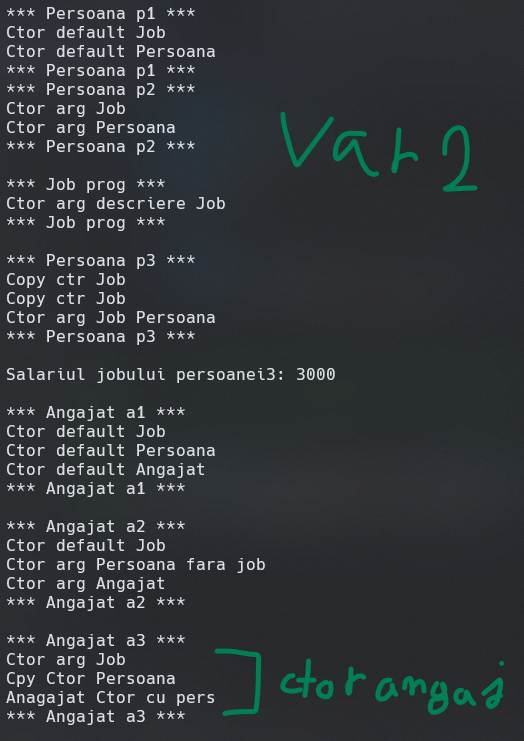 *** Persoana p1 ***
Ctor default Job
Ctor default Persoana
*** Persoana p1 ***
*** Persoana p2 ***
Ctor arg Job
Ctor arg Persoana
*** Persoana p2 ***
Var 2
*** Job prog ***
Ctor arg descriere Job
*** Job prog ***
*** Persoana p3 ***
Copy ctr Job
Copy ctr Job
Ctor arg Job Persoana
*** Persoana p3 ***
Salariul jobului persoanei3: 3000
*** Angajat a1 ***
Ctor default Job
Ctor default Persoana
Ctor default Angajat
*** Angajat a1 ***
*** Angajat a2 ***
Ctor default Job
Ctor arg Persoana fara job
Ctor arg Angajat
*** Angajat a2 ***
*** Angajat a3 ***
Ctor arg Job
Cpy Ctor Persoana
Anagajat Ctor cu pers
*** Angajat a3 ***
ctor angaj